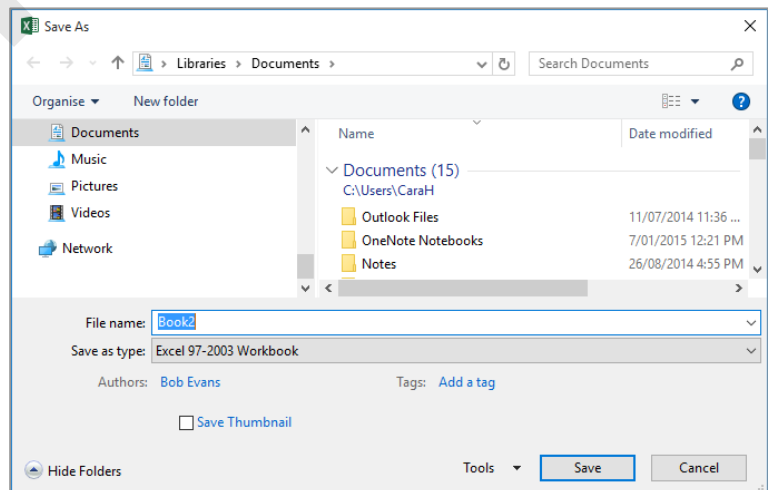 Save As
Libraries > Documents >
Search Documents
Organise
New folder
Documents
Music
Pictures
Videos
Network
Name
Date modified
Documents (15)
C:\Users\CaraH
Outlook Files 11/07/2014 11:36 ...
OneNote Notebooks 7/01/2015 12:21 PM
Notes 26/08/2014 4:55 PM
File name: Book2
Save as type: Excel 97-2003 Workbook
Authors: Bob Evans Tags: Add a tag
Save Thumbnail
Hide Folders
Tools
Save
Cancel